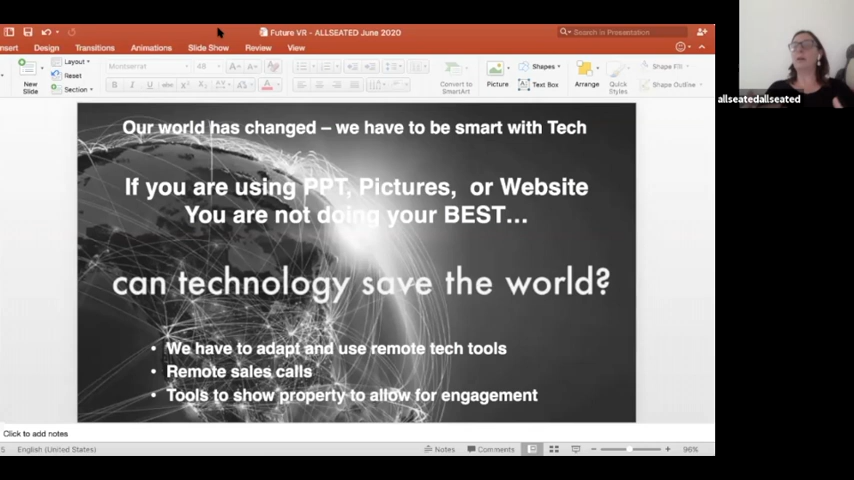 Future VR - ALLSEATED June 2020
Search in Presentation
nsert Design Transitions Animations Slide Show Review View
New Slide
Layout
Reset
Section
Montserrat 48
Convert to SmartArt
Picture
Shapes
Text Box
Arrange
Quick Styles
Shape Fill
Shape Outline
allseatedallseated
Our world has changed – we have to be smart with Tech
If you are using PPT, Pictures, or Website
You are not doing your BEST...
can technology save the world?
• We have to adapt and use remote tech tools
• Remote sales calls
• Tools to show property to allow for engagement
Click to add notes
5 English (United States)
Notes Comments 96%